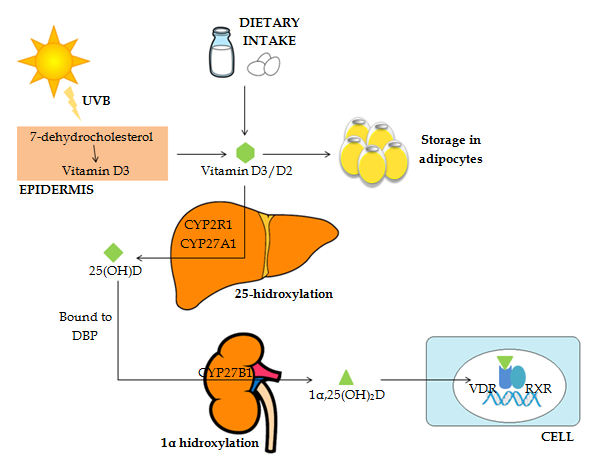 DIETARY
INTAKE
UVB
7-dehydrocholesterol
Vitamin D3
EPIDERMIS
Vitamin D3/D2
Storage in
adipocytes
CYP2R1
CYP27A1
25(OH)D
25-hidroxylation
Bound to
DBP
CYP27B1
1α,25(OH)₂D
1α hidroxylation
VDR
RXR
CELL